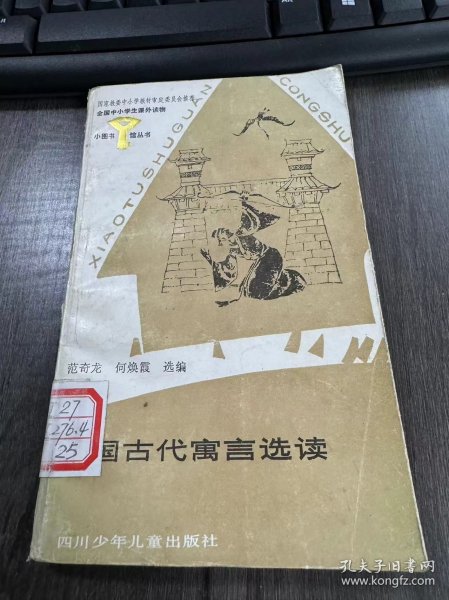 国家教委中小学教材审定委员会推荐
全国中小学生课外读物
小图书馆丛书
XIAOTUSHUGUAN CONGSHU
范奇龙 何焕霞 选编
27
276.4
25
国古代寓言选读
四川少年儿童出版社
孔夫子旧书网
www.kongfz.com